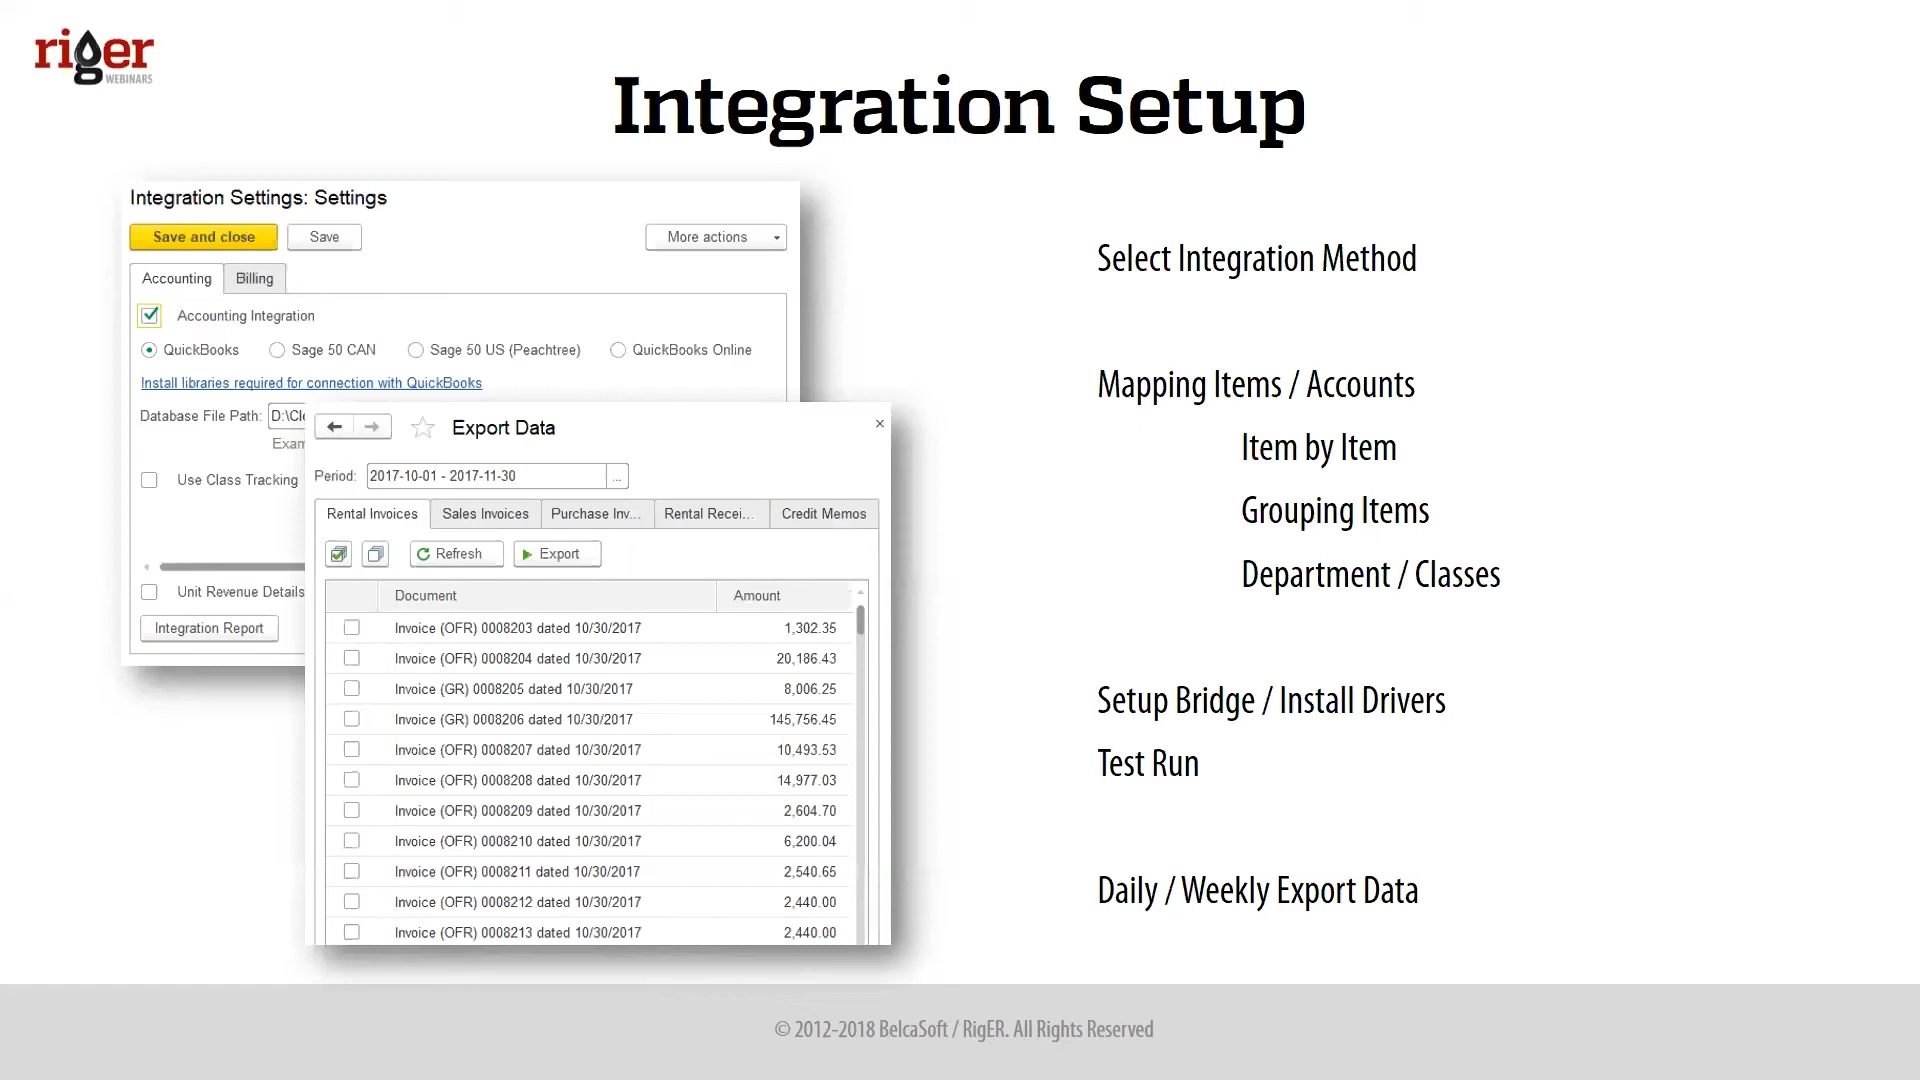 riger
WEBINARS
Integration Setup
Integration Settings: Settings
Save and close
Save
More actions
Accounting
Billing
Accounting Integration
QuickBooks
Sage 50 CAN
Sage 50 US (Peachtree)
QuickBooks Online
Install libraries required for connection with QuickBooks
Database File Path:
D:\Clo
Exam
Use Class Tracking
Unit Revenue Details
Integration Report
Export Data
Period:
2017-10-01 - 2017-11-30
...
Rental Invoices
Sales Invoices
Purchase Inv...
Rental Recei...
Credit Memos
Refresh
Export
Document Amount
Invoice (OFR) 0008203 dated 10/30/2017 1,302.35
Invoice (OFR) 0008204 dated 10/30/2017 20,186.43
Invoice (GR) 0008205 dated 10/30/2017 8,006.25
Invoice (GR) 0008206 dated 10/30/2017 145,756.45
Invoice (OFR) 0008207 dated 10/30/2017 10,493.53
Invoice (OFR) 0008208 dated 10/30/2017 14,977.03
Invoice (OFR) 0008209 dated 10/30/2017 2,604.70
Invoice (OFR) 0008210 dated 10/30/2017 6,200.04
Invoice (OFR) 0008211 dated 10/30/2017 2,540.65
Invoice (OFR) 0008212 dated 10/30/2017 2,440.00
Invoice (OFR) 0008213 dated 10/30/2017 2,440.00
Select Integration Method
Mapping Items / Accounts
Item by Item
Grouping Items
Department / Classes
Setup Bridge / Install Drivers
Test Run
Daily / Weekly Export Data
© 2012-2018 BelcaSoft / RigER. All Rights Reserved